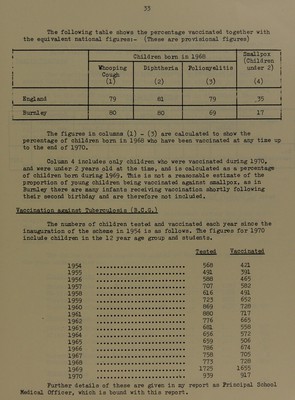 33
The following table shows the percentage vaccinated together with
the equivalent national figures:- (These are provisional figures)
Children born in 1968
Smallpox
(Children
under 2)
(4)
Whooping
Cough
(1)
Diphtheria
(2)
Poliomyelitis
(3)
England 79 81 79 35
Burnley 80 80 69 17
The figures in columns (1) - (3) are calculated to show the
percentage of children born in 1968 who have been vaccinated at any time up
to the end of 1970.
Column 4 includes only children who were vaccinated during 1970,
and were under 2 years old at the time, and is calculated as a percentage
of children born during 1969. This is not a reasonable estimate of the
proportion of young children being vaccinated against smallpox, as in
Burnley there are many infants receiving vaccination shortly following
their second birthday and are therefore not included.
Vaccination against Tuberculosis (B.C.G.)
The numbers of children tested and vaccinated each year since the
inauguration of the scheme in 1954 is as follows. The figures for 1970
include children in the 12 year age group and students.
Tested Vaccinated
1954 568 421
1955 491 391
1956 588 465
1957 707 582
1958 616 491
1959 723 652
1960 869 728
1961 880 717
1962 776 665
1963 681 558
1964 656 572
1965 659 506
1966 786 674
1967 758 705
1968 773 728
1969 1725 1655
1970 939 917
Further details of these are given in my report as Principal School
Medical Officer, which is bound with this report.